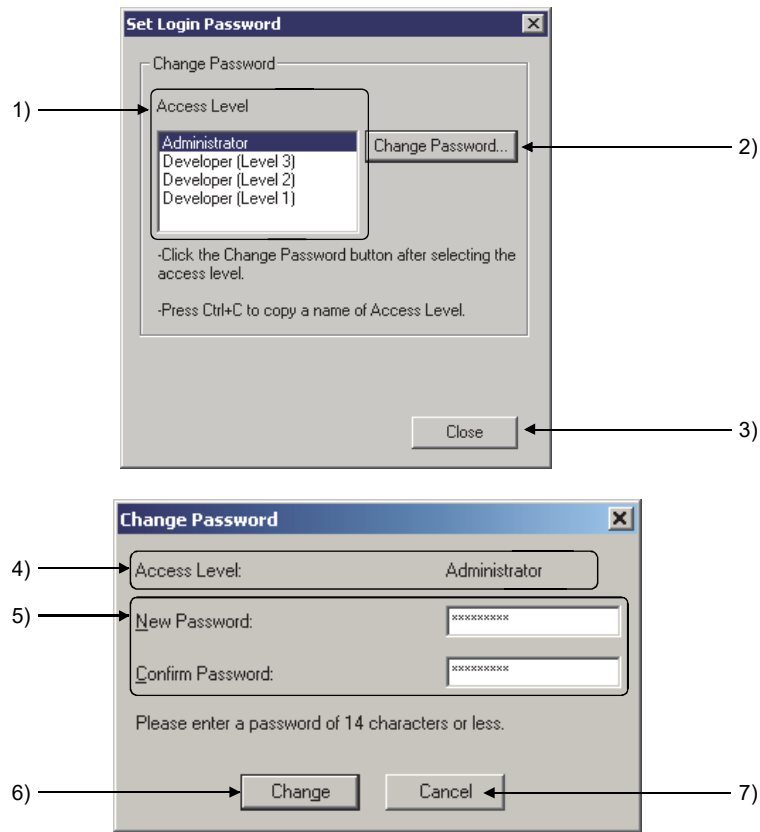 Set Login Password
Change Password
1)
Access Level
Administrator
Developer (Level 3)
Developer (Level 2)
Developer (Level 1)
Change Password...
2)
-Click the Change Password button after selecting the
access level.
-Press Ctrl+C to copy a name of Access Level.
Close
3)
Change Password
4)
Access Level: Administrator
5)
New Password: *********
Confirm Password: *********
Please enter a password of 14 characters or less.
6)
Change
Cancel
7)